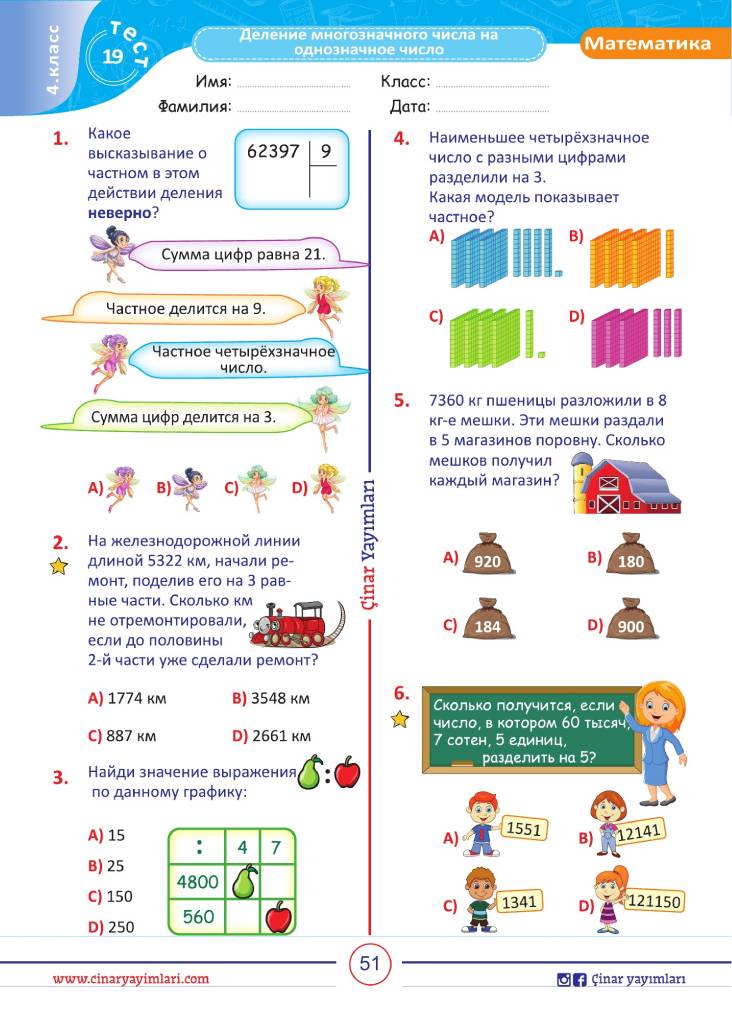 4.класс
тест
19
Деление многозначного числа на
однозначное число
Математика
Имя:
Класс:
Фамилия:
Дата:
1.
Какое
высказывание о
частном в этом
действии деления
неверно?
62397 9
Сумма цифр равна 21.
Частное делится на 9.
Частное четырёхзначное
число.
Сумма цифр делится на 3.
A)
B)
C)
D)
2.
На железнодорожной линии
длиной 5322 км, начали ре-
монт, поделив его на 3 рав-
ные части. Сколько км
не отремонтировали,
если до половины
2-й части уже сделали ремонт?
A) 1774 км
B) 3548 км
C) 887 км
D) 2661 км
3.
Найди значение выражения :
по данному графику:
A) 15
B) 25
C) 150
D) 250
: 4 7
4800
560
Çinar Yayımları
4.
Наименьшее четырёхзначное
число с разными цифрами
разделили на 3.
Какая модель показывает
частное?
A)
B)
C)
D)
5.
7360 кг пшеницы разложили в 8
кг-е мешки. Эти мешки раздали
в 5 магазинов поровну. Сколько
мешков получил
каждый магазин?
A) 920
B) 180
C) 184
D) 900
6.
Сколько получится, если
число, в котором 60 тысяч,
7 сотен, 5 единиц,
разделить на 5?
A) 1551
B) 12141
C) 1341
D) 121150
www.cinaryayimlari.com
51
Çinar yayımları